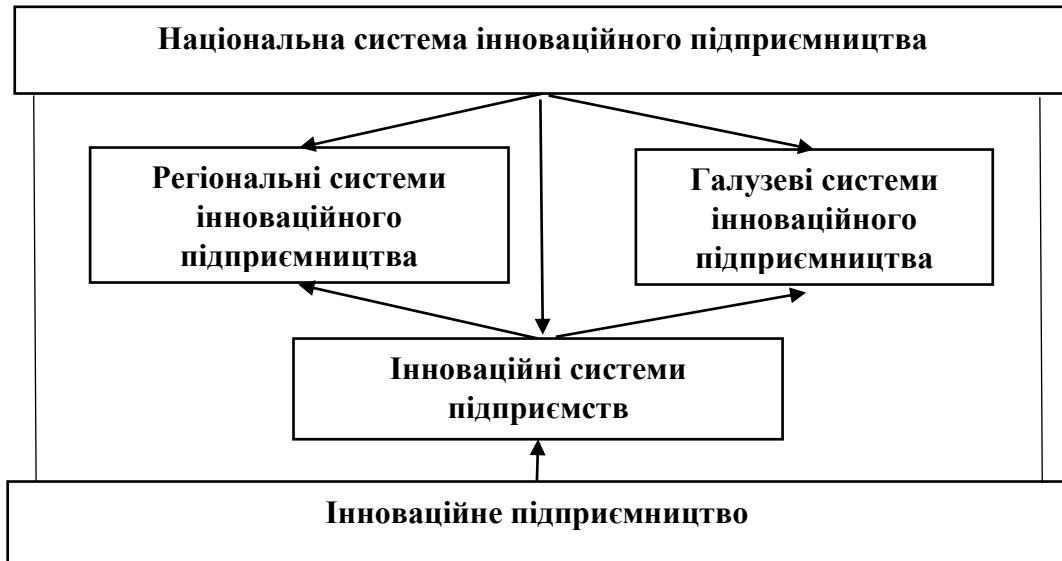 Національна система інноваційного підприємництва
Регіональні системи
інноваційного
підприємництва
Галузеві системи
інноваційного
підприємництва
Інноваційні системи
підприємств
Інноваційне підприємництво